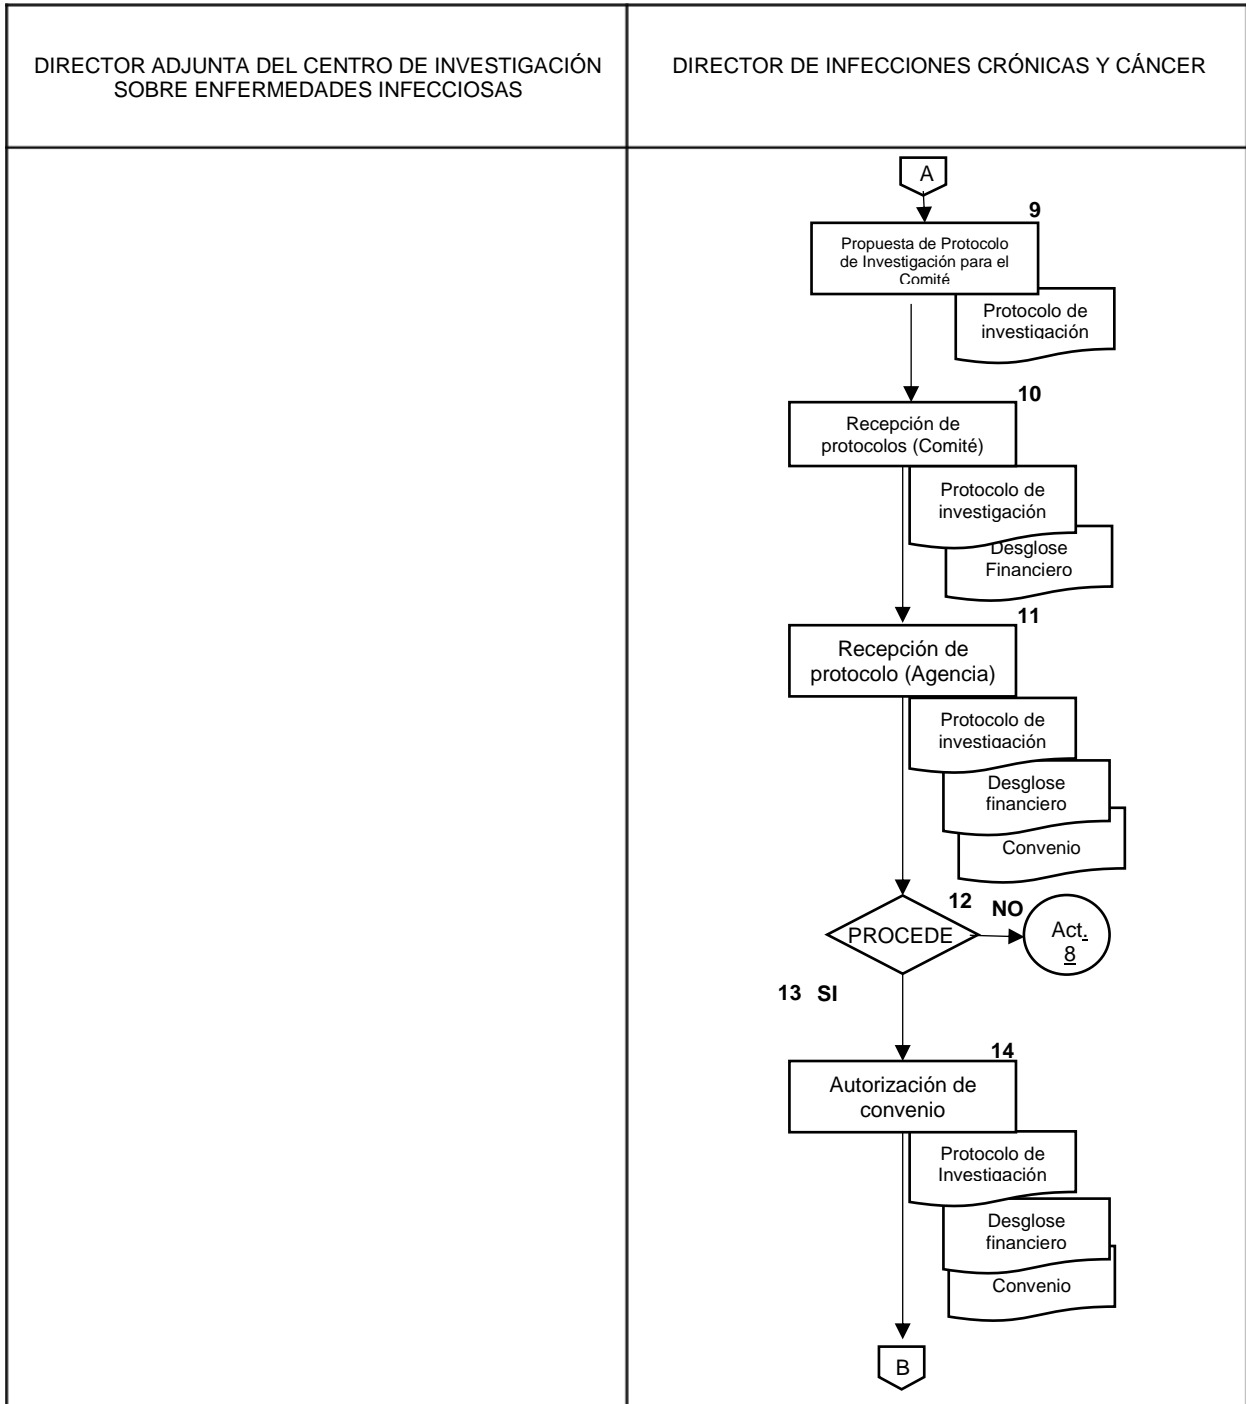 DIRECTOR ADJUNTA DEL CENTRO DE INVESTIGACIÓN
SOBRE ENFERMEDADES INFECCIOSAS
DIRECTOR DE INFECCIONES CRÓNICAS Y CÁNCER
A
9
Propuesta de Protocolo
de Investigación para el
Comité
Protocolo de
investigación
10
Recepción de
protocolos (Comité)
Protocolo de
investigación
Desglose
Financiero
11
Recepción de
protocolo (Agencia)
Protocolo de
investigación
Desglose
financiero
Convenio
12
NO
PROCEDE
Act.
8
13 SI
14
Autorización de
convenio
Protocolo de
Investigación
Desglose
financiero
Convenio
B